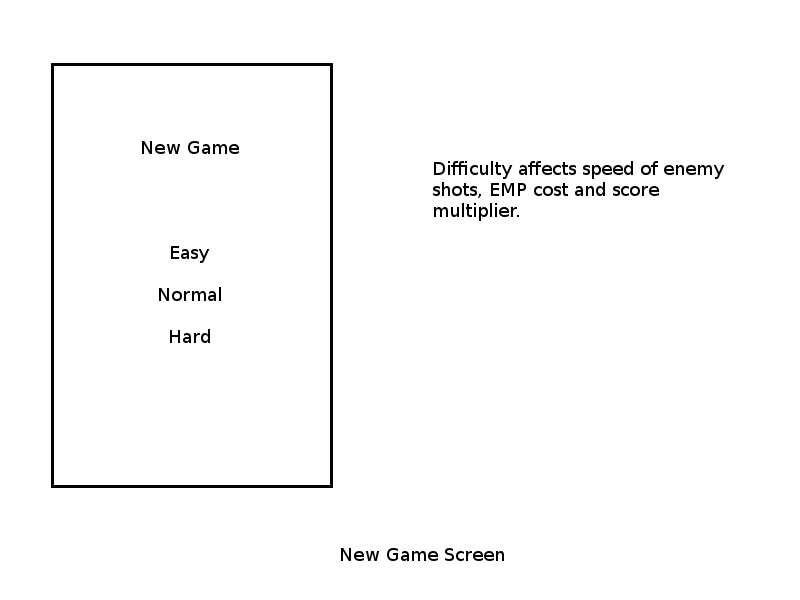 New Game
Easy
Normal
Hard
Difficulty affects speed of enemy
shots, EMP cost and score
multiplier.
New Game Screen